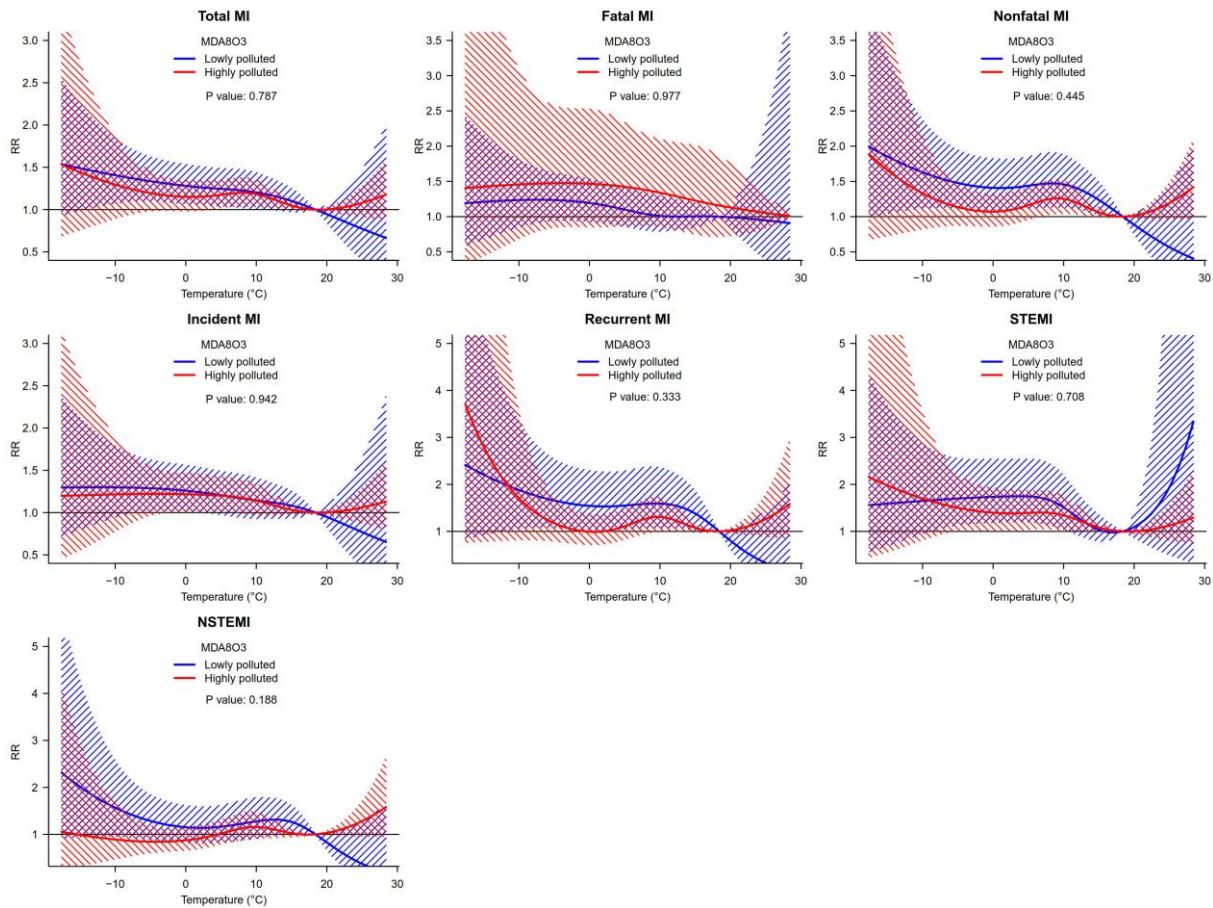 Total MI
MDA8O3
Lowly polluted
Highly polluted
P value: 0.787
RR
3.0
2.5
2.0
1.5
1.0
0.5
−10 0 10 20 30
Temperature (°C)
Fatal MI
MDA8O3
Lowly polluted
Highly polluted
P value: 0.977
RR
3.5
3.0
2.5
2.0
1.5
1.0
0.5
−10 0 10 20 30
Temperature (°C)
Nonfatal MI
MDA8O3
Lowly polluted
Highly polluted
P value: 0.445
RR
3.5
3.0
2.5
2.0
1.5
1.0
0.5
−10 0 10 20 30
Temperature (°C)
Incident MI
MDA8O3
Lowly polluted
Highly polluted
P value: 0.942
RR
3.0
2.5
2.0
1.5
1.0
0.5
−10 0 10 20 30
Temperature (°C)
Recurrent MI
MDA8O3
Lowly polluted
Highly polluted
P value: 0.333
RR
5
4
3
2
1
−10 0 10 20 30
Temperature (°C)
STEMI
MDA8O3
Lowly polluted
Highly polluted
P value: 0.708
RR
5
4
3
2
1
−10 0 10 20 30
Temperature (°C)
NSTEMI
MDA8O3
Lowly polluted
Highly polluted
P value: 0.188
RR
5
4
3
2
1
−10 0 10 20 30
Temperature (°C)